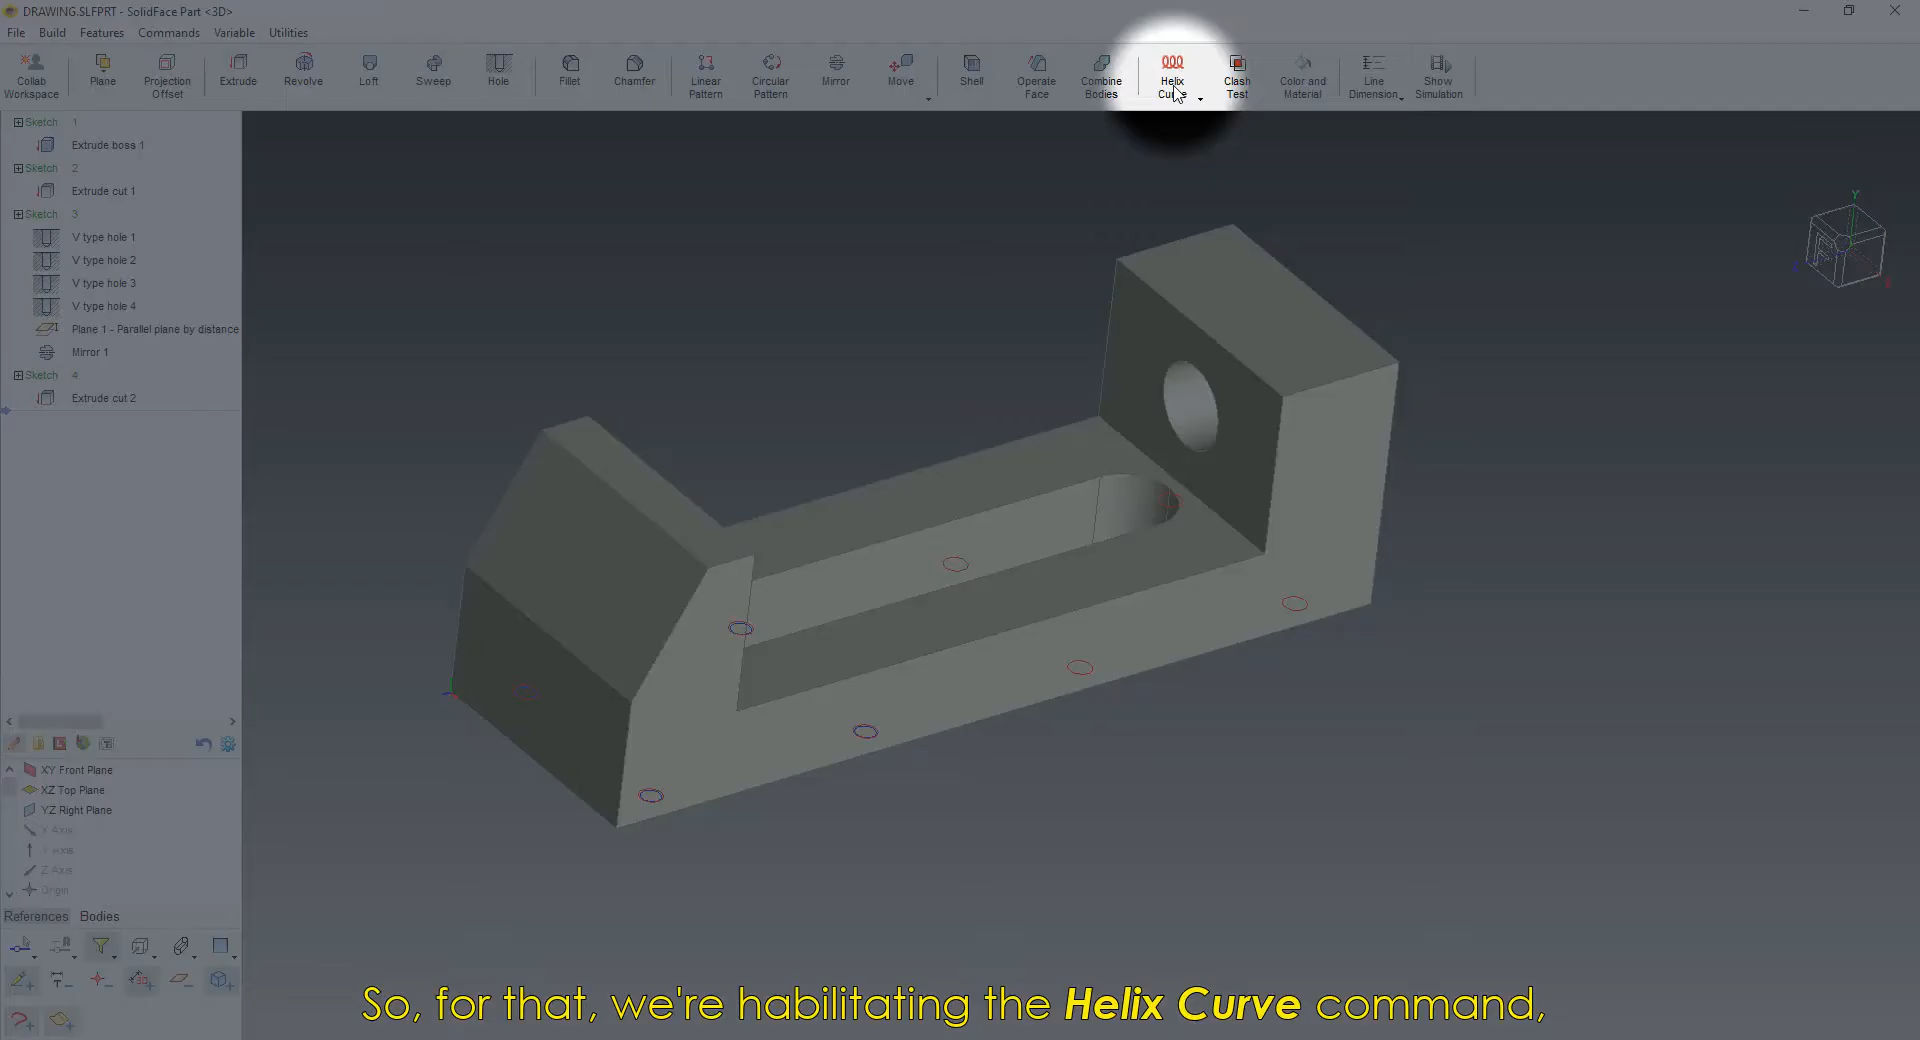 DRAWING.SLFPRT - SolidFace Part <3D>
File Build Features Commands Variable Utilities
Collab Workspace
Plane
Projection Offset
Extrude
Revolve
Loft
Sweep
Hole
Fillet
Chamfer
Linear Pattern
Circular Pattern
Mirror
Move
Shell
Operate Face
Combine Bodies
Helix Curve
Clash Test
Color and Material
Line Dimension
Show Simulation
Sketch 1
Extrude boss 1
Sketch 2
Extrude cut 1
Sketch 3
V type hole 1
V type hole 2
V type hole 3
V type hole 4
Plane 1 - Parallel plane by distance
Mirror 1
Sketch 4
Extrude cut 2
Y
XY Front Plane
XZ Top Plane
YZ Right Plane
X Axis
Y Axis
Z Axis
Origin
References Bodies
So, for that, we're habilitating the Helix Curve command,